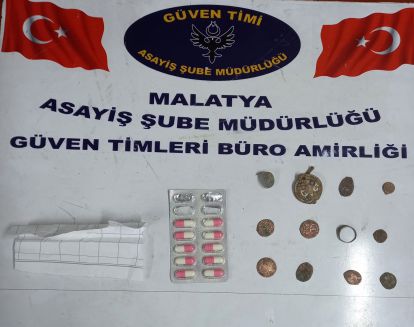 GÜVEN TİMİ
ASAYİŞ ŞUBE MÜDÜRLÜĞÜ
MALATYA
ASAYİŞ ŞUBE MÜDÜRLÜĞÜ
GÜVEN TİMLERİ BÜRO AMİRLİĞİ